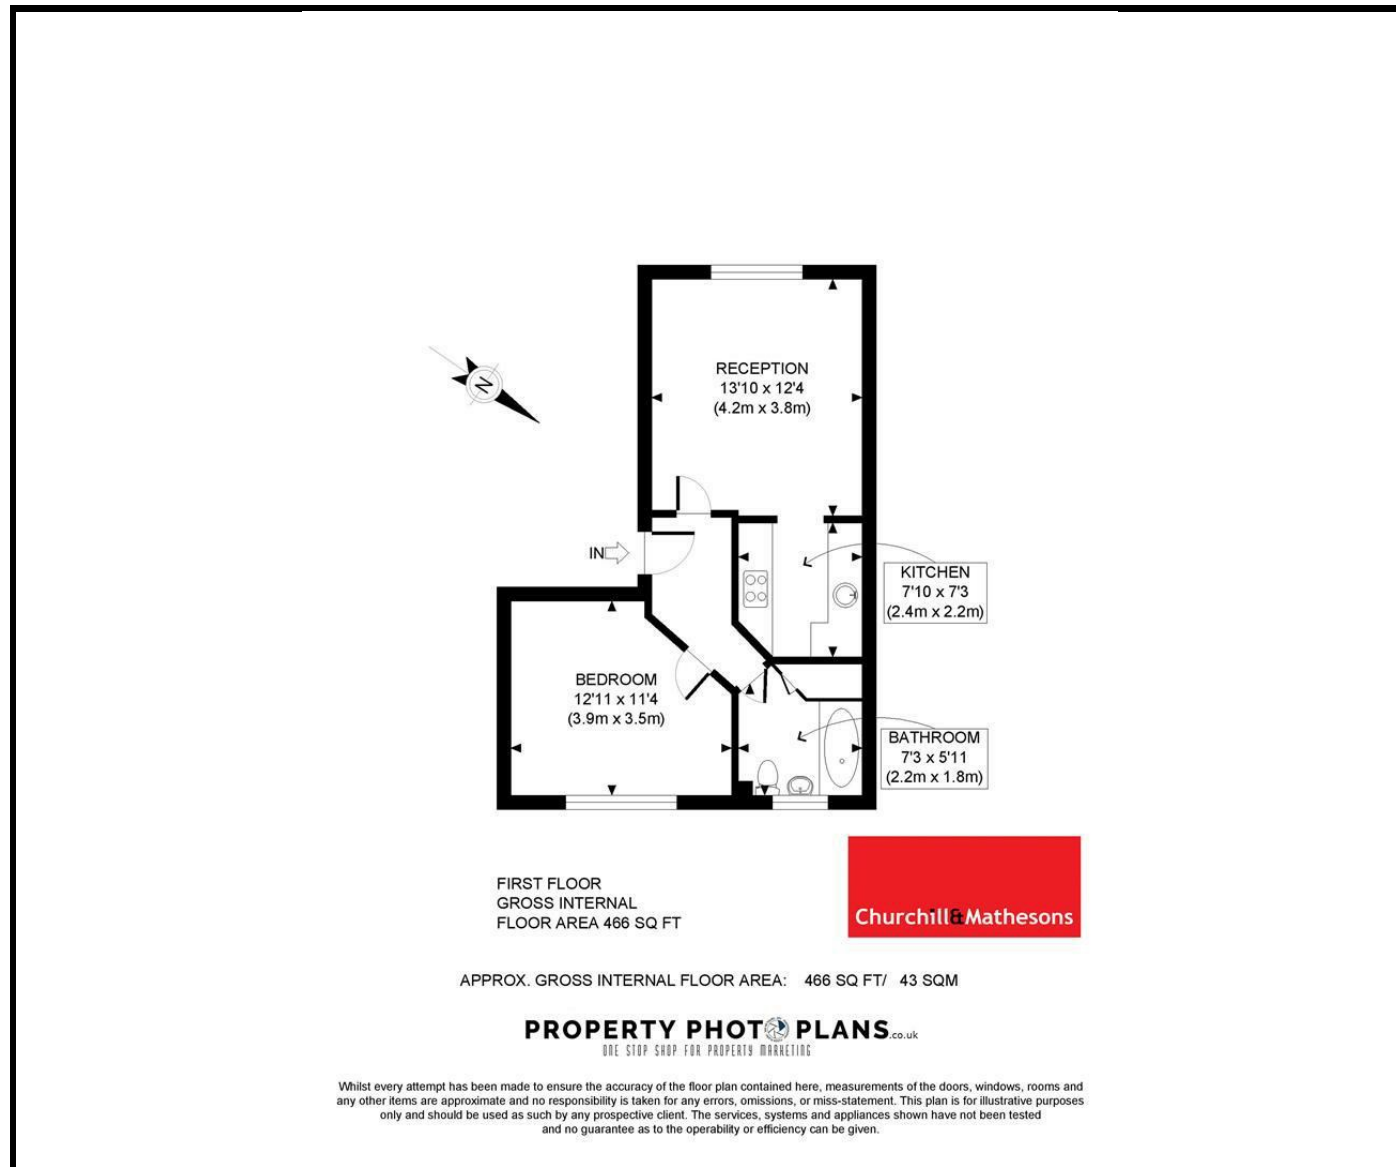 RECEPTION
13'10 x 12'4
(4.2m x 3.8m)
N
IN
KITCHEN
7'10 x 7'3
(2.4m x 2.2m)
BEDROOM
12'11 x 11'4
(3.9m x 3.5m)
BATHROOM
7'3 x 5'11
(2.2m x 1.8m)
FIRST FLOOR
GROSS INTERNAL
FLOOR AREA 466 SQ FT
Churchill&Mathesons
APPROX. GROSS INTERNAL FLOOR AREA: 466 SQ FT/ 43 SQM
PROPERTY PHOTO PLANS.co.uk
ONE STOP SHOP FOR PROPERTY MARKETING
Whilst every attempt has been made to ensure the accuracy of the floor plan contained here, measurements of the doors, windows, rooms and
any other items are approximate and no responsibility is taken for any errors, omissions, or miss-statement. This plan is for illustrative purposes
only and should be used as such by any prospective client. The services, systems and appliances shown have not been tested
and no guarantee as to the operability or efficiency can be given.